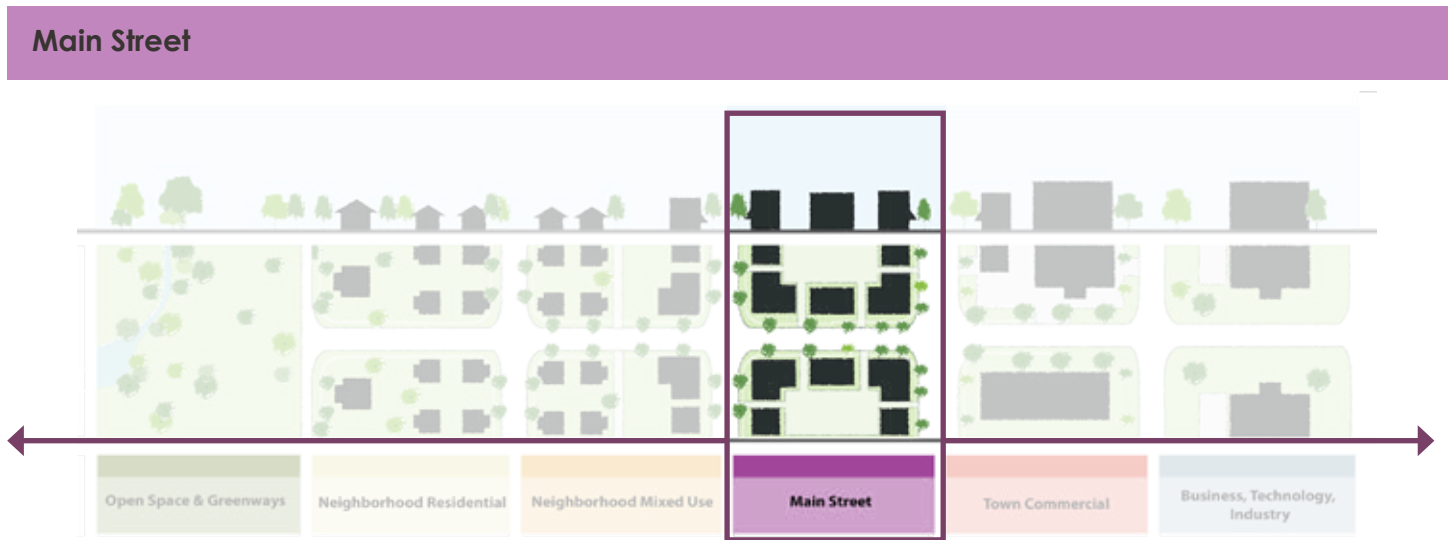 Main Street
Open Space & Greenways
Neighborhood Residential
Neighborhood Mixed Use
Main Street
Town Commercial
Business, Technology,
Industry